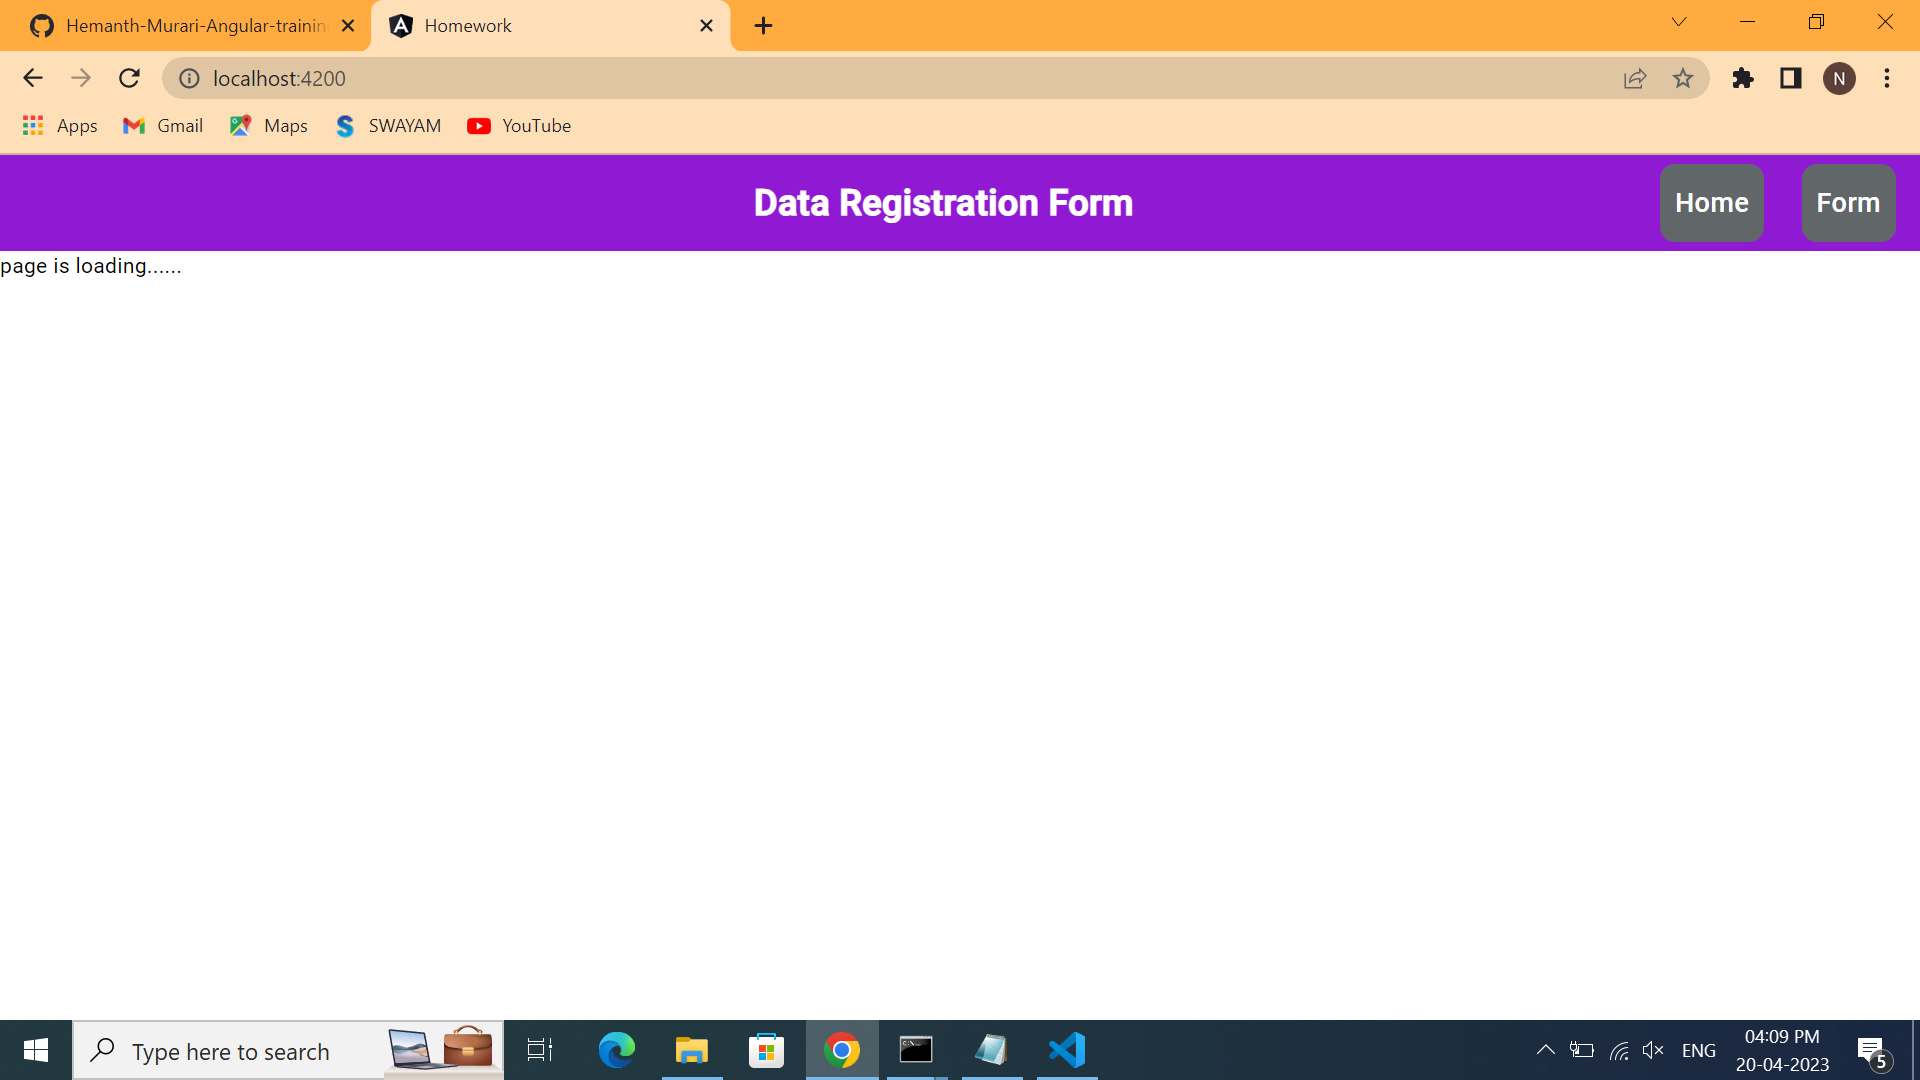 Hemanth-Murari-Angular-trainin
Homework
localhost:4200
N
Apps
Gmail
Maps
SWAYAM
YouTube
Data Registration Form
Home
Form
page is loading......
Type here to search
ENG
04:09 PM
20-04-2023
5